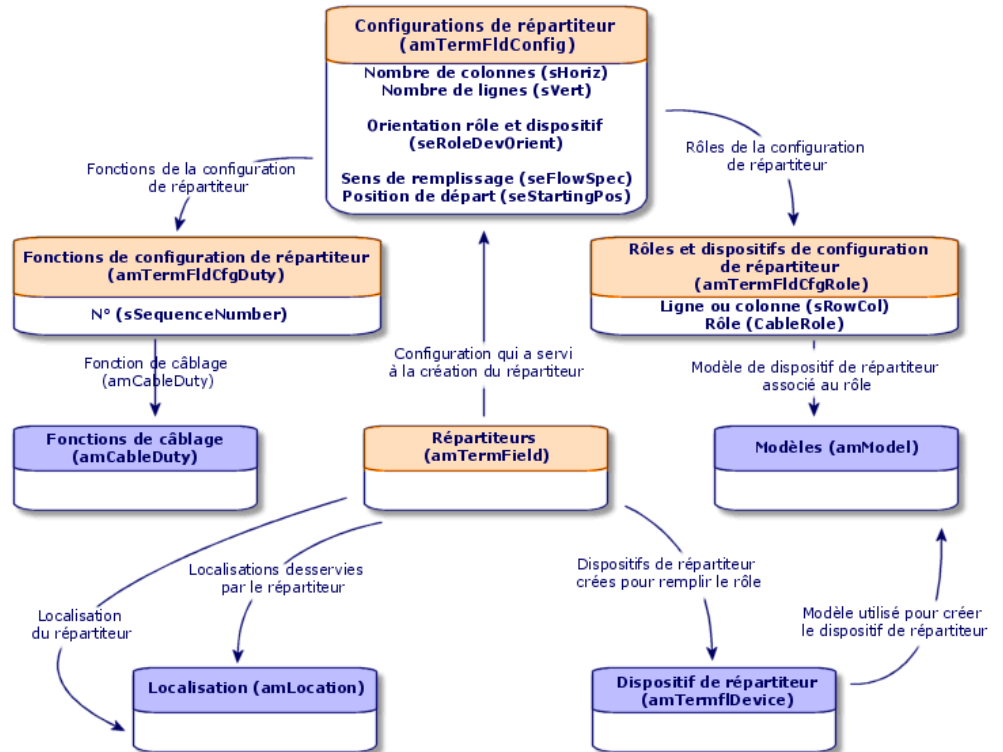 Configurations de répartiteur
(amTermFldConfig)
Nombre de colonnes (sHoriz)
Nombre de lignes (sVert)
Orientation rôle et dispositif
(seRoleDevOrient)
Sens de remplissage (seFlowSpec)
Position de départ (seStartingPos)
Fonctions de la configuration
de répartiteur
Rôles de la configuration
de répartiteur
Fonctions de configuration de répartiteur
(amTermFldCfgDuty)
N° (sSequenceNumber)
Rôles et dispositifs de configuration
de répartiteur
(amTermFldCfgRole)
Ligne ou colonne (sRowCol)
Rôle (CableRole)
Fonction de câblage
(amCableDuty)
Configuration qui a servi
à la création du répartiteur
Modèle de dispositif de répartiteur
associé au rôle
Fonctions de câblage
(amCableDuty)
Répartiteurs
(amTermField)
Modèles (amModel)
Localisations desservies
par le répartiteur
Dispositifs de répartiteur
crées pour remplir le rôle
Localisation
du répartiteur
Modèle utilisé pour créer
le dispositif de répartiteur
Localisation (amLocation)
Dispositif de répartiteur
(amTermflDevice)